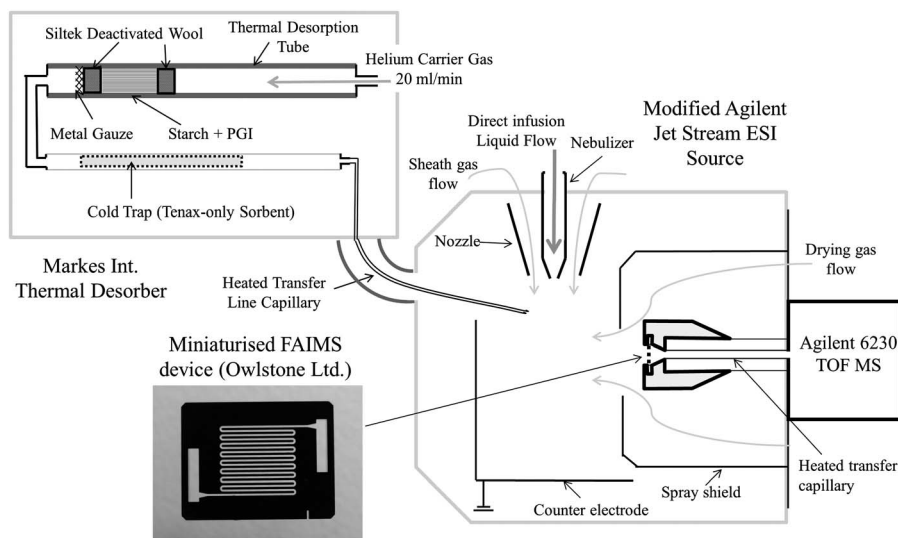 Siltek Deactivated Wool
Thermal Desorption
Tube
Helium Carrier Gas
20 ml/min
Metal Gauze
Starch + PGI
Cold Trap (Tenax-only Sorbent)
Markes Int.
Thermal Desorber
Heated Transfer
Line Capillary
Modified Agilent
Jet Stream ESI
Source
Direct infusion
Liquid Flow
Nebulizer
Sheath gas
flow
Nozzle
Drying gas
flow
Agilent 6230
TOF MS
Miniaturised FAIMS
device (Owlstone Ltd.)
Heated transfer
capillary
Spray shield
Counter electrode